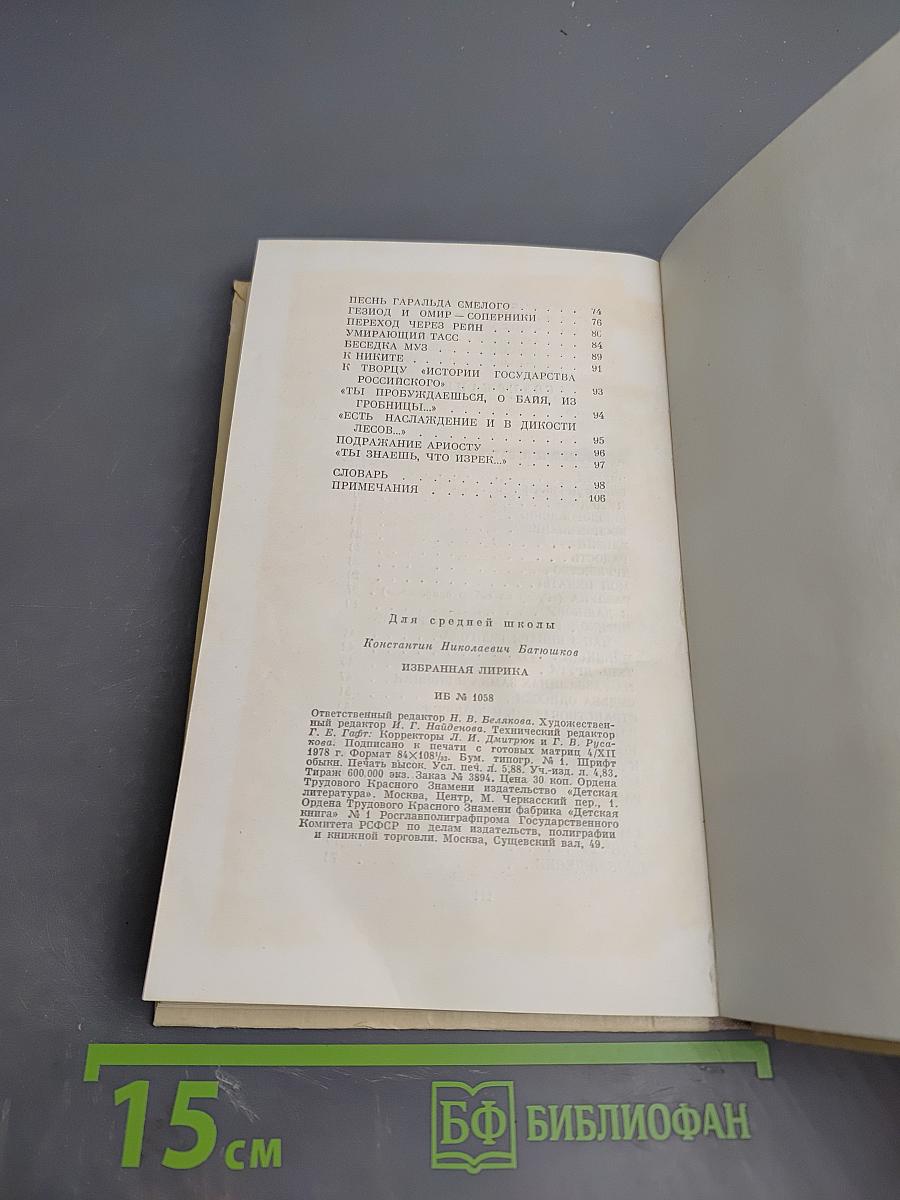 ПЕСНЬ ГАРАЛЬДА СМЕЛОГО . . . . . 74
ГЕЗИОД И ОМИР — СОПЕРНИКИ . . . 76
ПЕРЕХОД ЧЕРЕЗ РЕЙН . . . . . . . 80
УМИРАЮЩИЙ ТАСС . . . . . . . . 84
БЕСЕДКА МУЗ . . . . . . . . . . 89
К НИКИТЕ . . . . . . . . . . . 91
К ТВОРЦУ «ИСТОРИИ ГОСУДАРСТВА
РОССИЙСКОГО» . . . . . . . . . 93
«ТЫ ПРОБУЖДАЕШЬСЯ, О БАЙЯ, ИЗ
ГРОБНИЦЫ...» . . . . . . . . . 94
«ЕСТЬ НАСЛАЖДЕНИЕ И В ДИКОСТИ
ЛЕСОВ...» . . . . . . . . . . . 95
ПОДРАЖАНИЕ АРИОСТУ . . . . . . . 96
«ТЫ ЗНАЕШЬ, ЧТО ИЗРЕК...» . . . . . 97
СЛОВАРЬ . . . . . . . . . . . 98
ПРИМЕЧАНИЯ . . . . . . . . . . 106
Для средней школы
Константин Николаевич Батюшков
ИЗБРАННАЯ ЛИРИКА
ИБ № 1058
Ответственный редактор Н. В. Белякова. Художествен-
ный редактор И. Г. Найденова. Технический редактор
Г. Е. Гафт: Корректоры Л. И. Дмитрюк и Г. В. Руса-
кова. Подписано к печати с готовых матриц 4/XII
1978 г. Формат 84×108¹/₃₂. Бум. типогр. № 1. Шрифт
обыкн. Печать высок. Усл. печ. л. 5,88. Уч.-изд. л. 4,83.
Тираж 600.000 экз. Заказ № 3894. Цена 30 коп. Ордена
Трудового Красного Знамени издательство «Детская
литература». Москва, Центр, М. Черкасский пер., 1.
Ордена Трудового Красного Знамени фабрика «Детская
книга» № 1 Росглавполиграфпрома Государственного
Комитета РСФСР по делам издательств, полиграфии
и книжной торговли. Москва, Сущевский вал, 49.
15 см
БФ БИБЛИОФАН